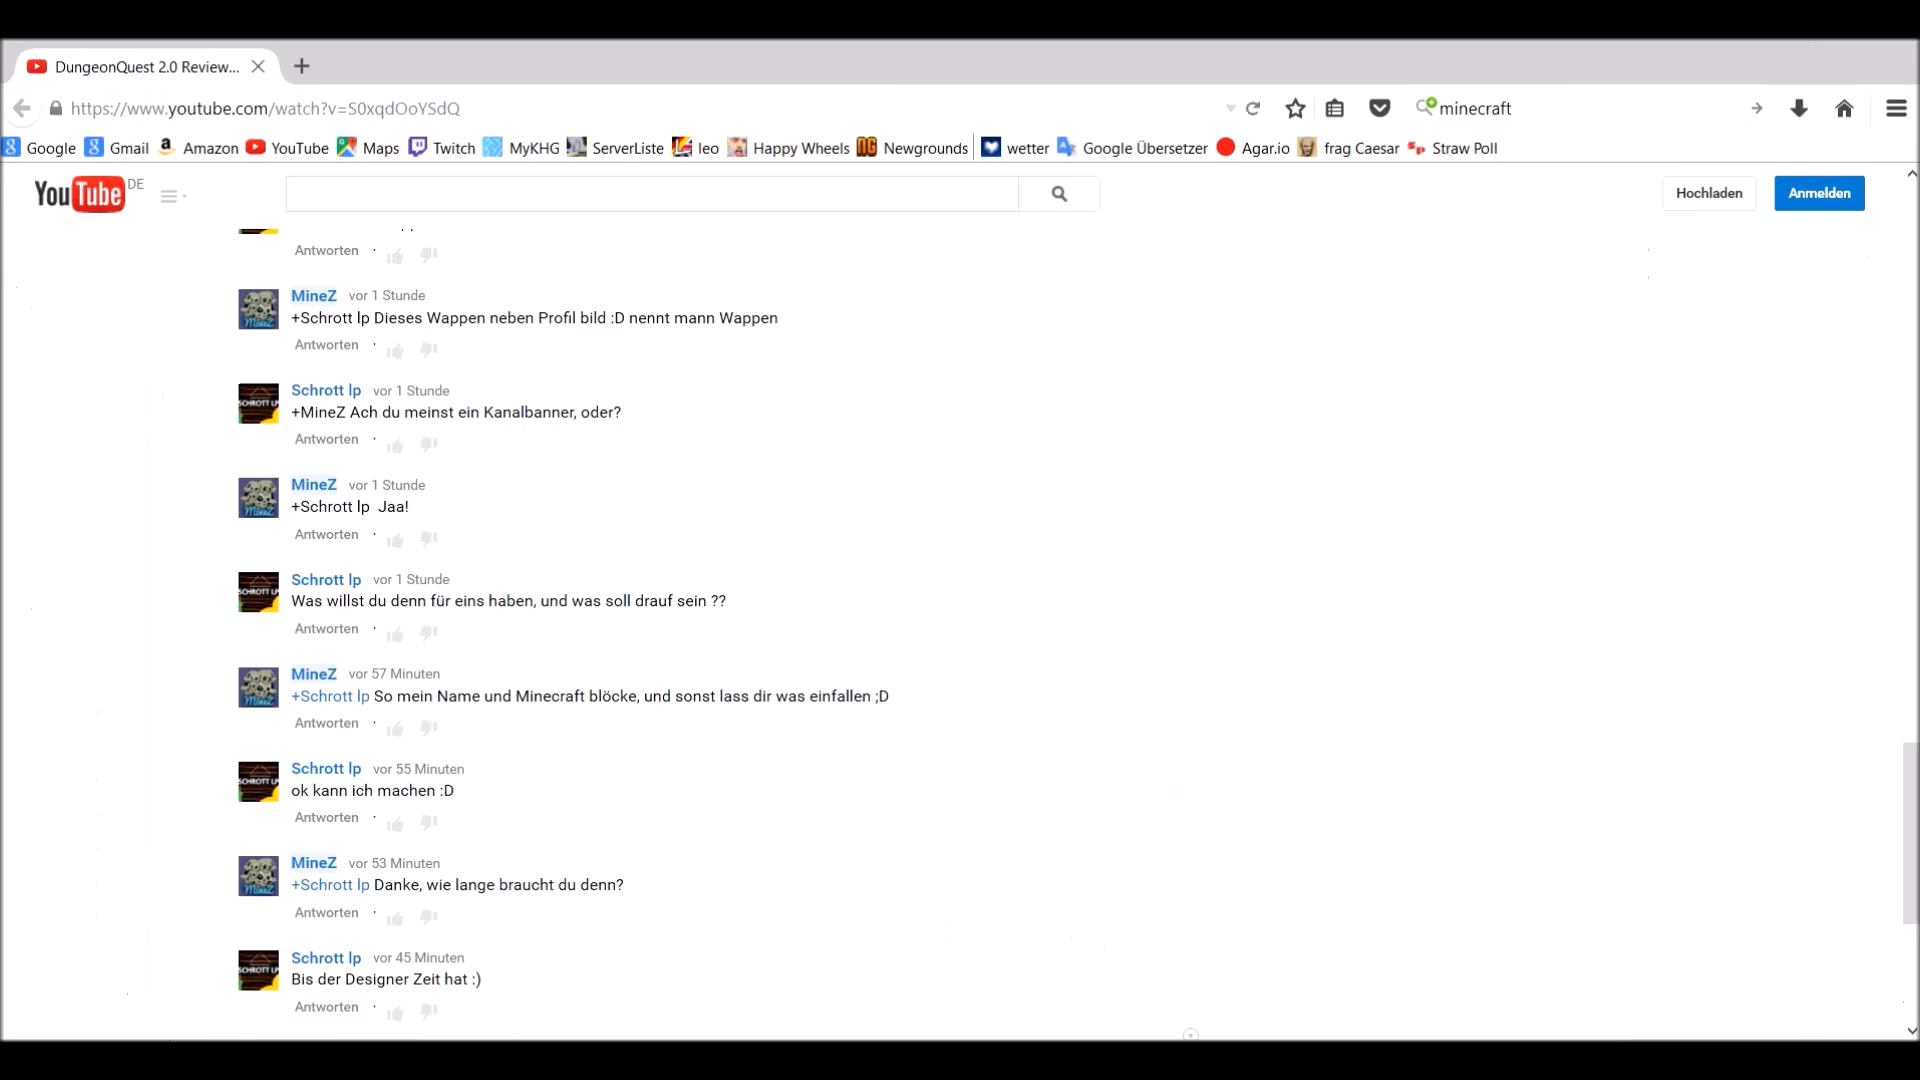 DungeonQuest 2.0 Review...
https://www.youtube.com/watch?v=S0xqdOoYSdQ
minecraft
Google Gmail Amazon YouTube Maps Twitch MyKHG ServerListe leo Happy Wheels Newgrounds wetter Google Übersetzer Agar.io frag Caesar Straw Poll
YouTube DE
Hochladen Anmelden
Antworten
MineZ vor 1 Stunde
+Schrott lp Dieses Wappen neben Profil bild :D nennt mann Wappen
Antworten
Schrott lp vor 1 Stunde
+MineZ Ach du meinst ein Kanalbanner, oder?
Antworten
MineZ vor 1 Stunde
+Schrott lp Jaa!
Antworten
Schrott lp vor 1 Stunde
Was willst du denn für eins haben, und was soll drauf sein ??
Antworten
MineZ vor 57 Minuten
+Schrott lp So mein Name und Minecraft blöcke, und sonst lass dir was einfallen ;D
Antworten
Schrott lp vor 55 Minuten
ok kann ich machen :D
Antworten
MineZ vor 53 Minuten
+Schrott lp Danke, wie lange braucht du denn?
Antworten
Schrott lp vor 45 Minuten
Bis der Designer Zeit hat :)
Antworten